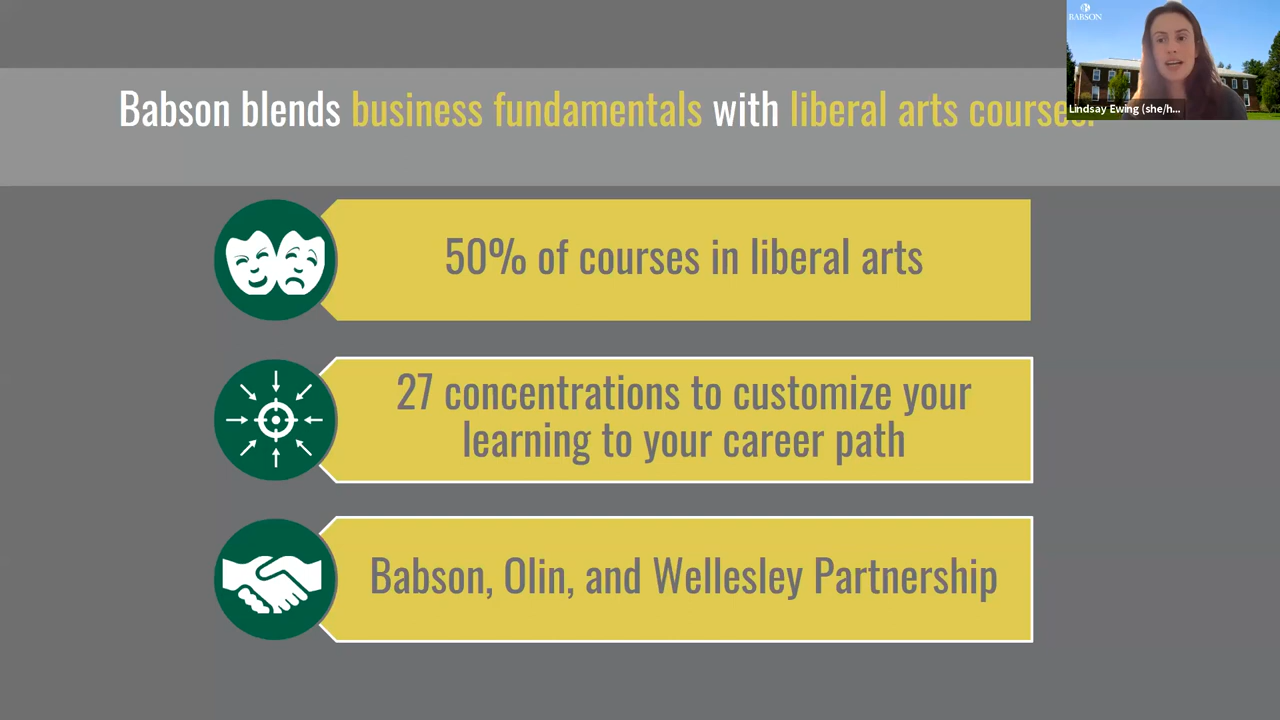 BABSON
Babson blends business fundamentals with liberal arts courses.
Lindsay Ewing (she/h...
50% of courses in liberal arts
27 concentrations to customize your
learning to your career path
Babson, Olin, and Wellesley Partnership